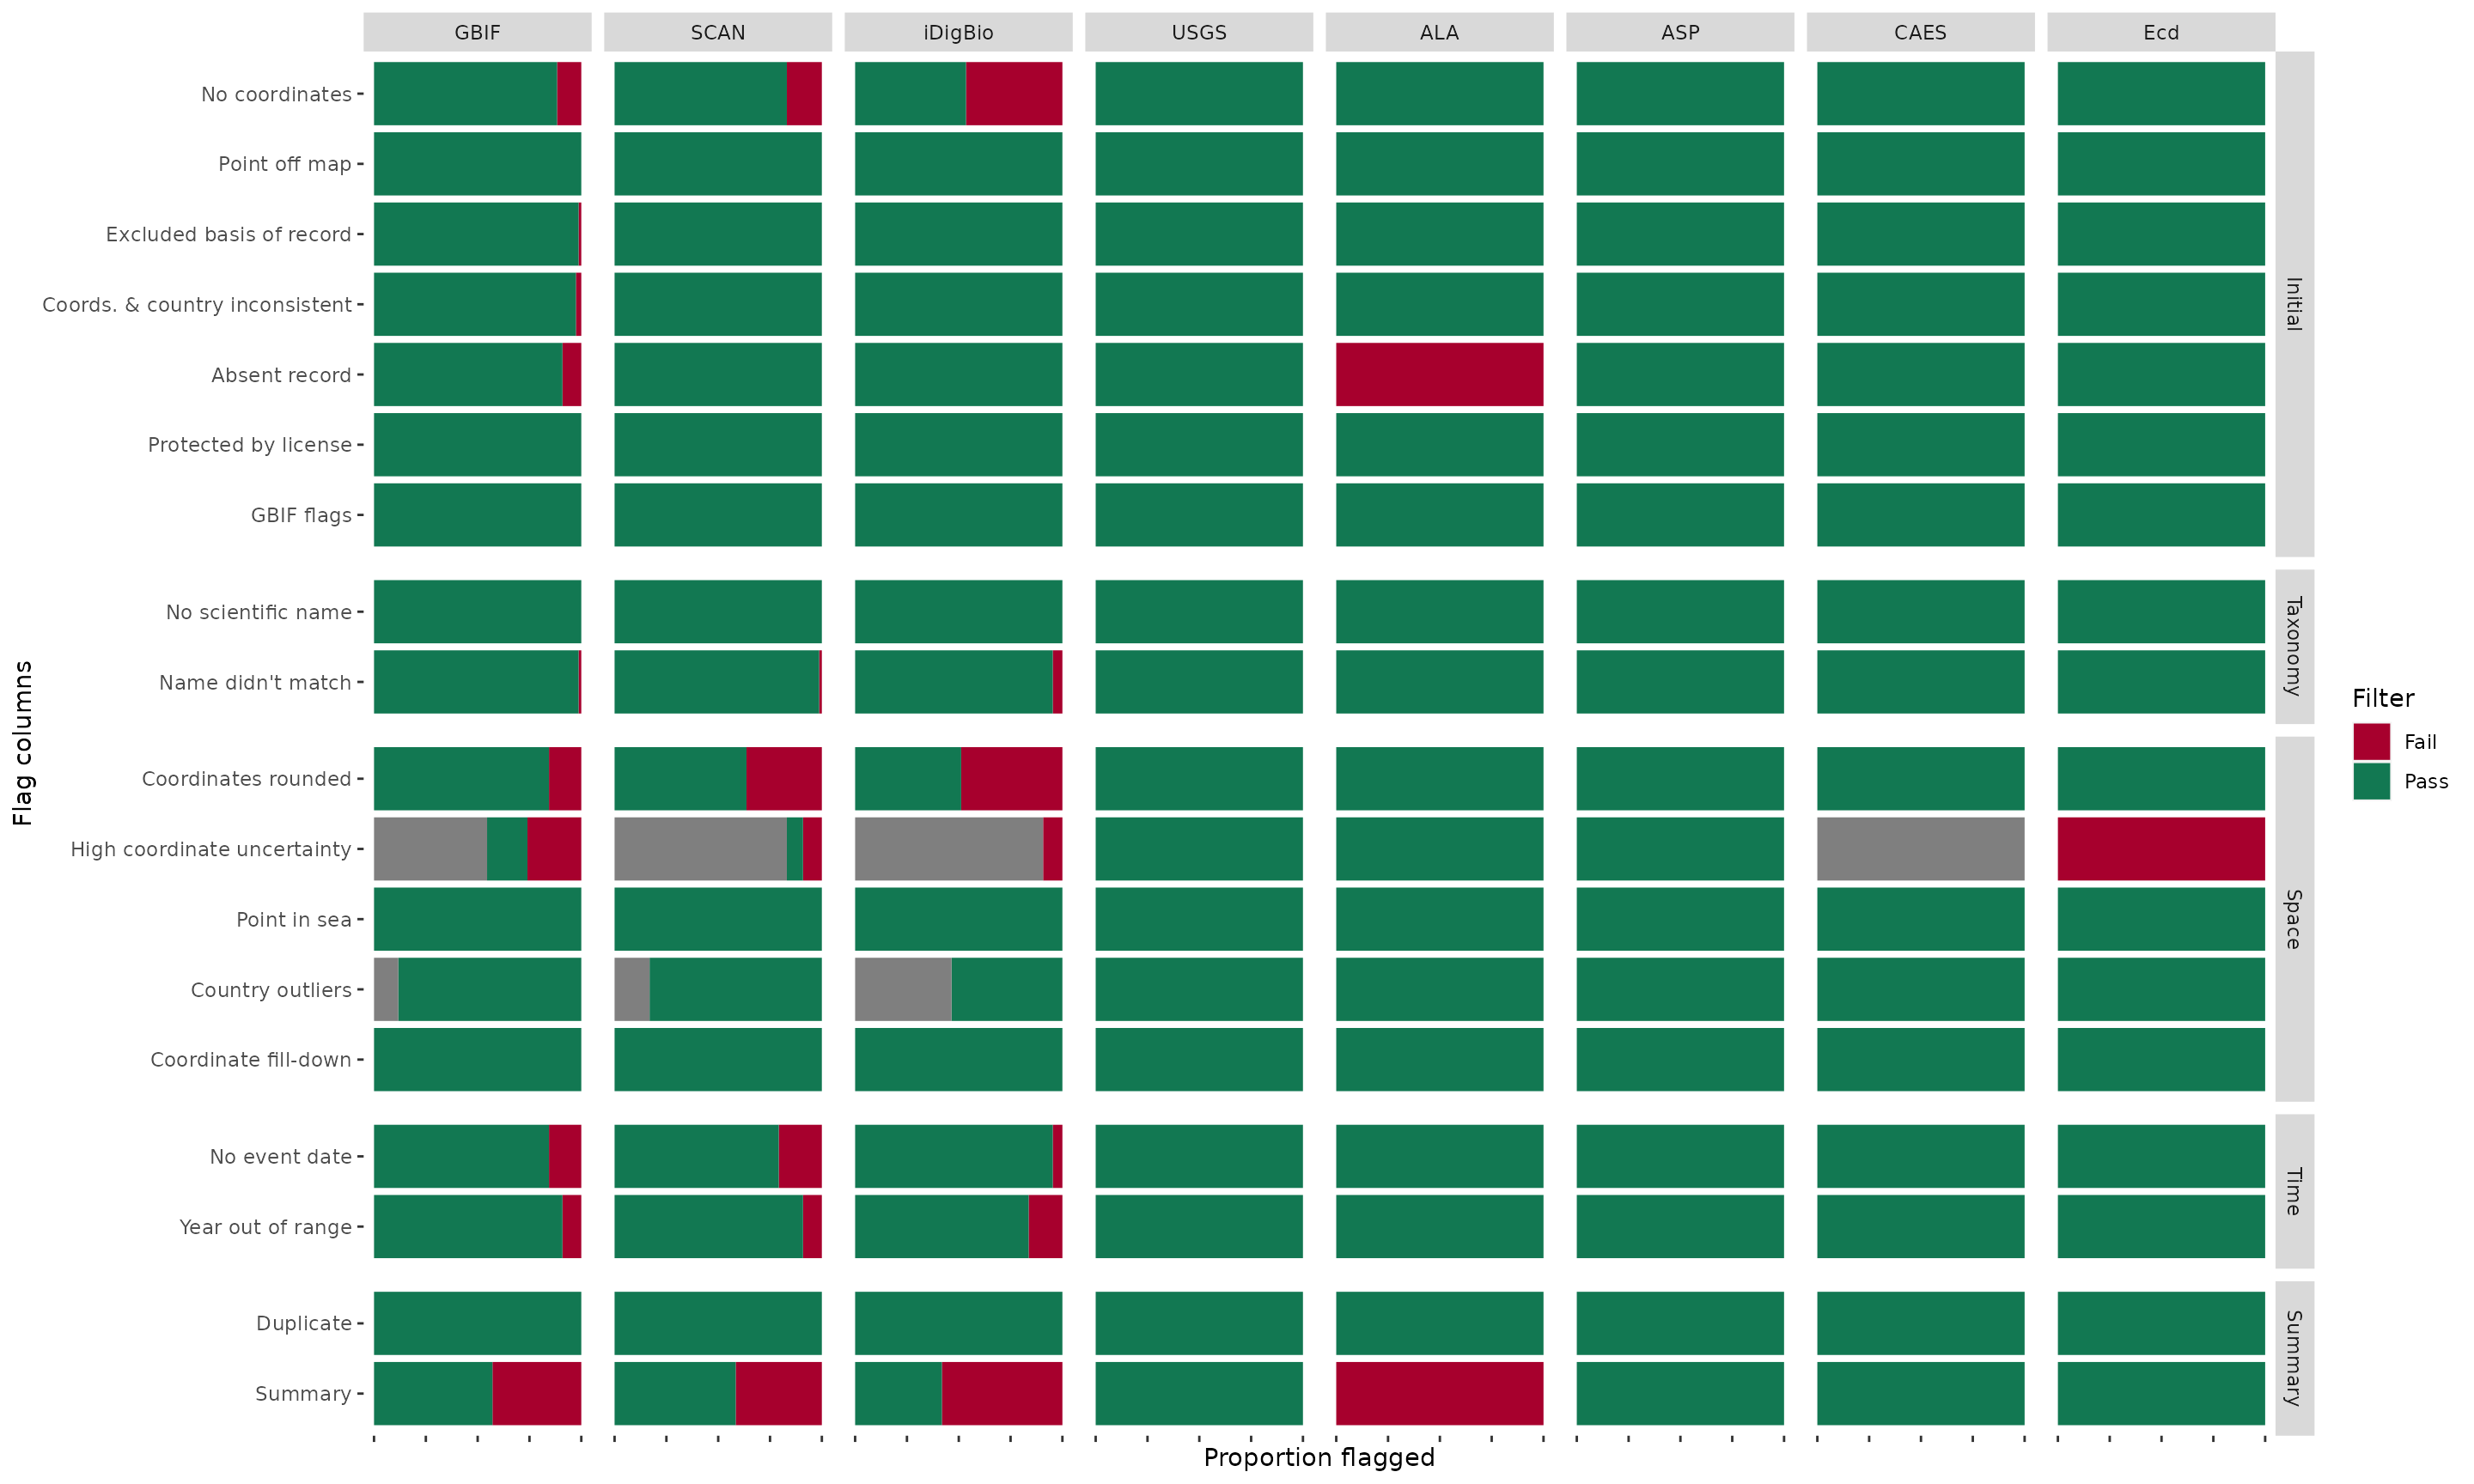 GBIF SCAN iDigBio USGS ALA ASP CAES Ecd
No coordinates
Point off map
Excluded basis of record
Coords. & country inconsistent
Absent record
Protected by license
GBIF flags
Initial
No scientific name
Name didn't match
Taxonomy
Coordinates rounded
High coordinate uncertainty
Point in sea
Country outliers
Coordinate fill-down
Space
No event date
Year out of range
Time
Duplicate
Summary
Summary
Flag columns
Proportion flagged
Filter
Fail
Pass